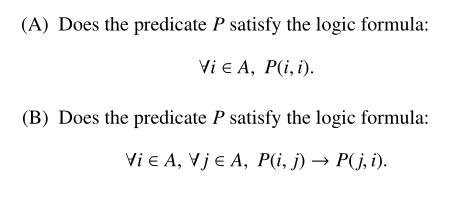 (A) Does the predicate P satisfy the logic formula:
∀i ∈ A, P(i, i).
(B) Does the predicate P satisfy the logic formula:
∀i ∈ A, ∀j ∈ A, P(i, j) → P(j, i).